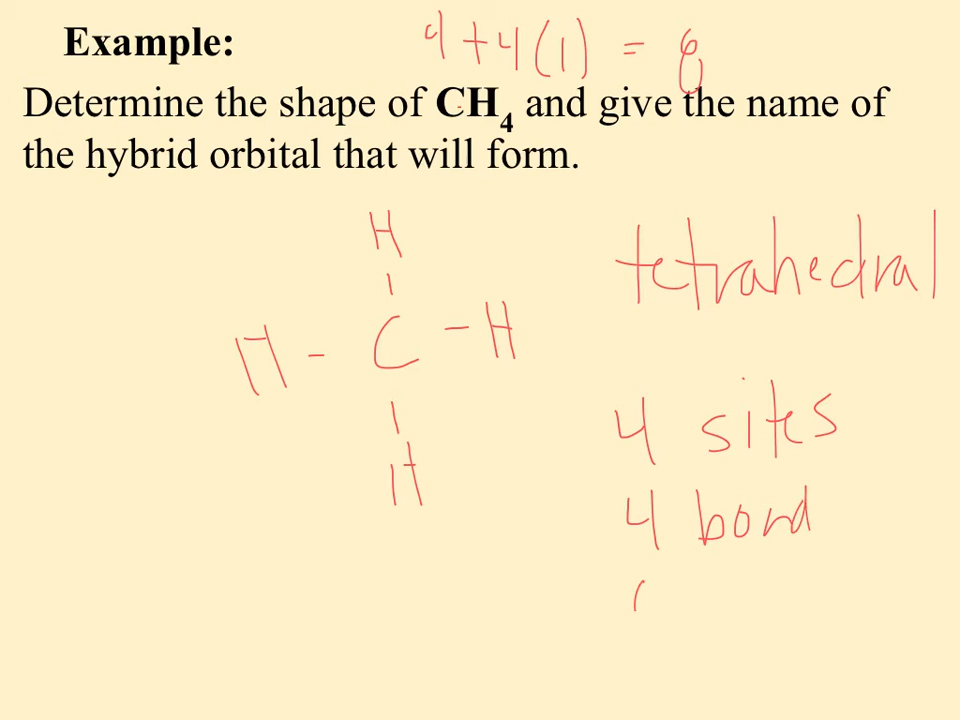 Example:
4 + 4(1) = 8
Determine the shape of CH4 and give the name of
the hybrid orbital that will form.
H
tetrahedral
H - C - H
H
4 sites
4 bond